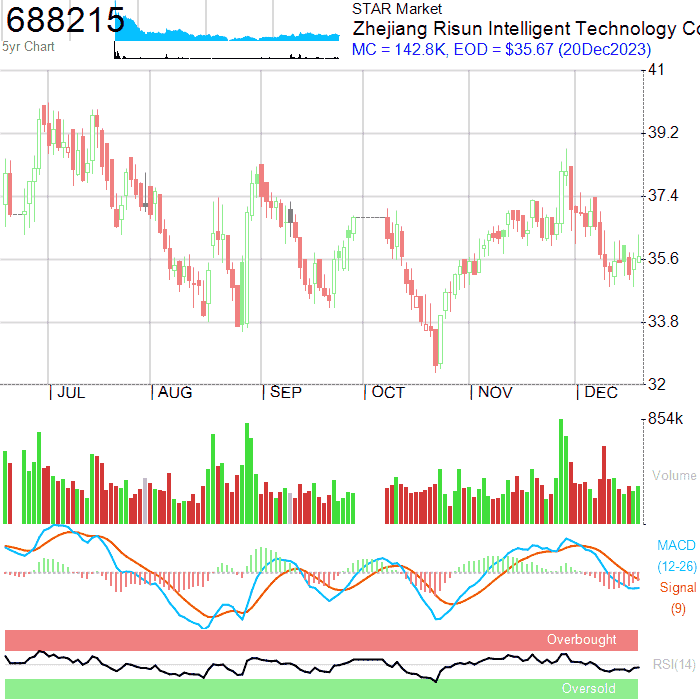 688215
5yr Chart
STAR Market
Zhejiang Risun Intelligent Technology Co
MC = 142.8K, EOD = $35.67 (20Dec2023)
41
39.2
37.4
35.6
33.8
32
JUL AUG SEP OCT NOV DEC
854k
Volume
MACD
(12-26)
Signal
(9)
Overbought
RSI(14)
Oversold